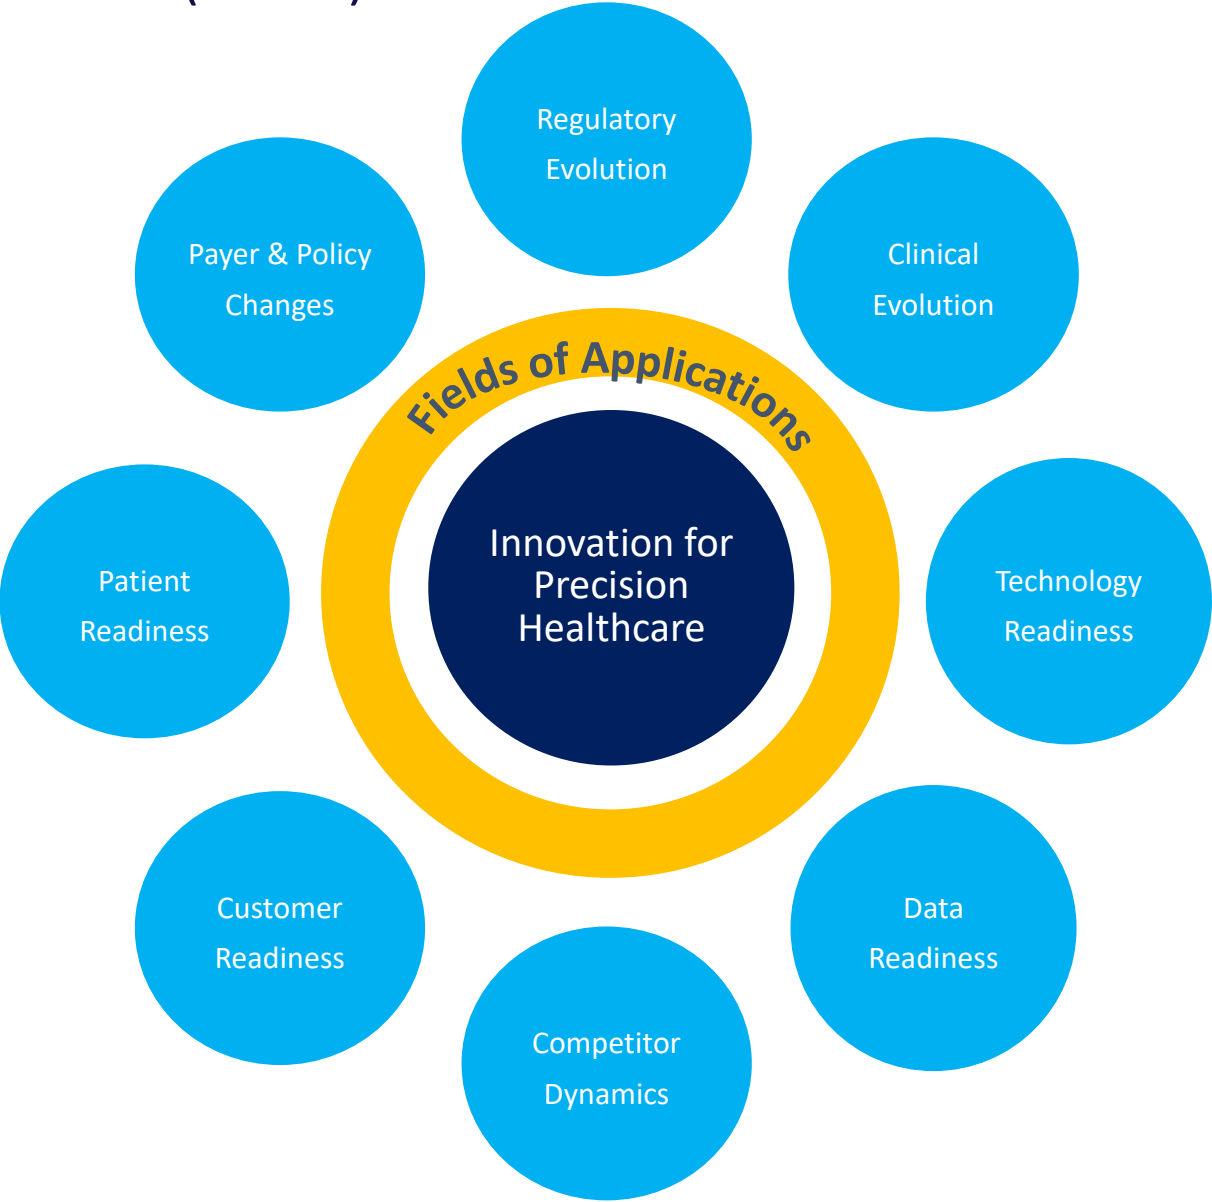 Regulatory
Evolution
Payer & Policy
Changes
Clinical
Evolution
Fields of Applications
Innovation for
Precision
Healthcare
Patient
Readiness
Technology
Readiness
Customer
Readiness
Data
Readiness
Competitor
Dynamics